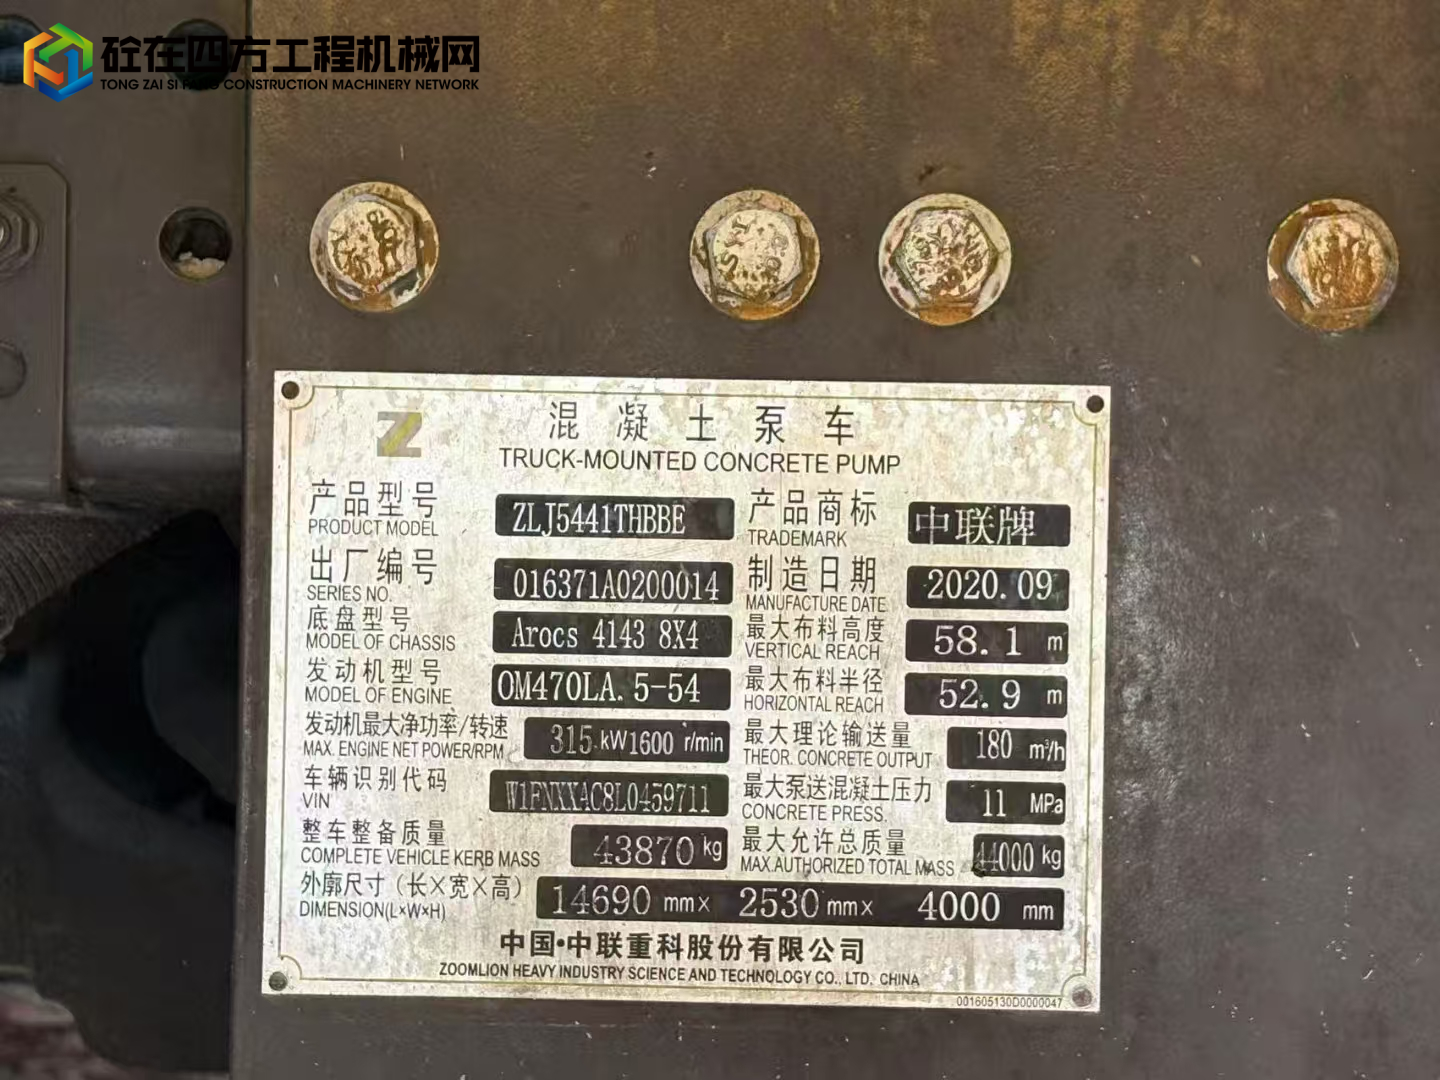 砼在四方工程机械网
TONG ZAI SI FANG CONSTRUCTION MACHINERY NETWORK
混凝土泵车
TRUCK-MOUNTED CONCRETE PUMP
产品型号 ZLJ5441THBBE 产品商标 中联牌
PRODUCT MODEL TRADEMARK
出厂编号 016371A0200014 制造日期 2020.09
SERIES NO. MANUFACTURE DATE
底盘型号 Arocs 4143 8X4 最大布料高度 58.1 m
MODEL OF CHASSIS VERTICAL REACH
发动机型号 OM470LA.5-54 最大布料半径 52.9 m
MODEL OF ENGINE HORIZONTAL REACH
发动机最大净功率/转速 315 kW 1600 r/min 最大理论输送量 180 m³/h
MAX. ENGINE NET POWER/RPM THEOR. CONCRETE OUTPUT
车辆识别代码 W1FNXXAC8L0459711 最大泵送混凝土压力 11 MPa
VIN CONCRETE PRESS.
整车整备质量 43870 kg 最大允许总质量 44000 kg
COMPLETE VEHICLE KERB MASS MAX.AUTHORIZED TOTAL MASS
外廓尺寸（长×宽×高） 14690 mm× 2530 mm× 4000 mm
DIMENSION(L×W×H)
中国·中联重科股份有限公司
ZOOMLION HEAVY INDUSTRY SCIENCE AND TECHNOLOGY CO., LTD. CHINA
001605130D0000047